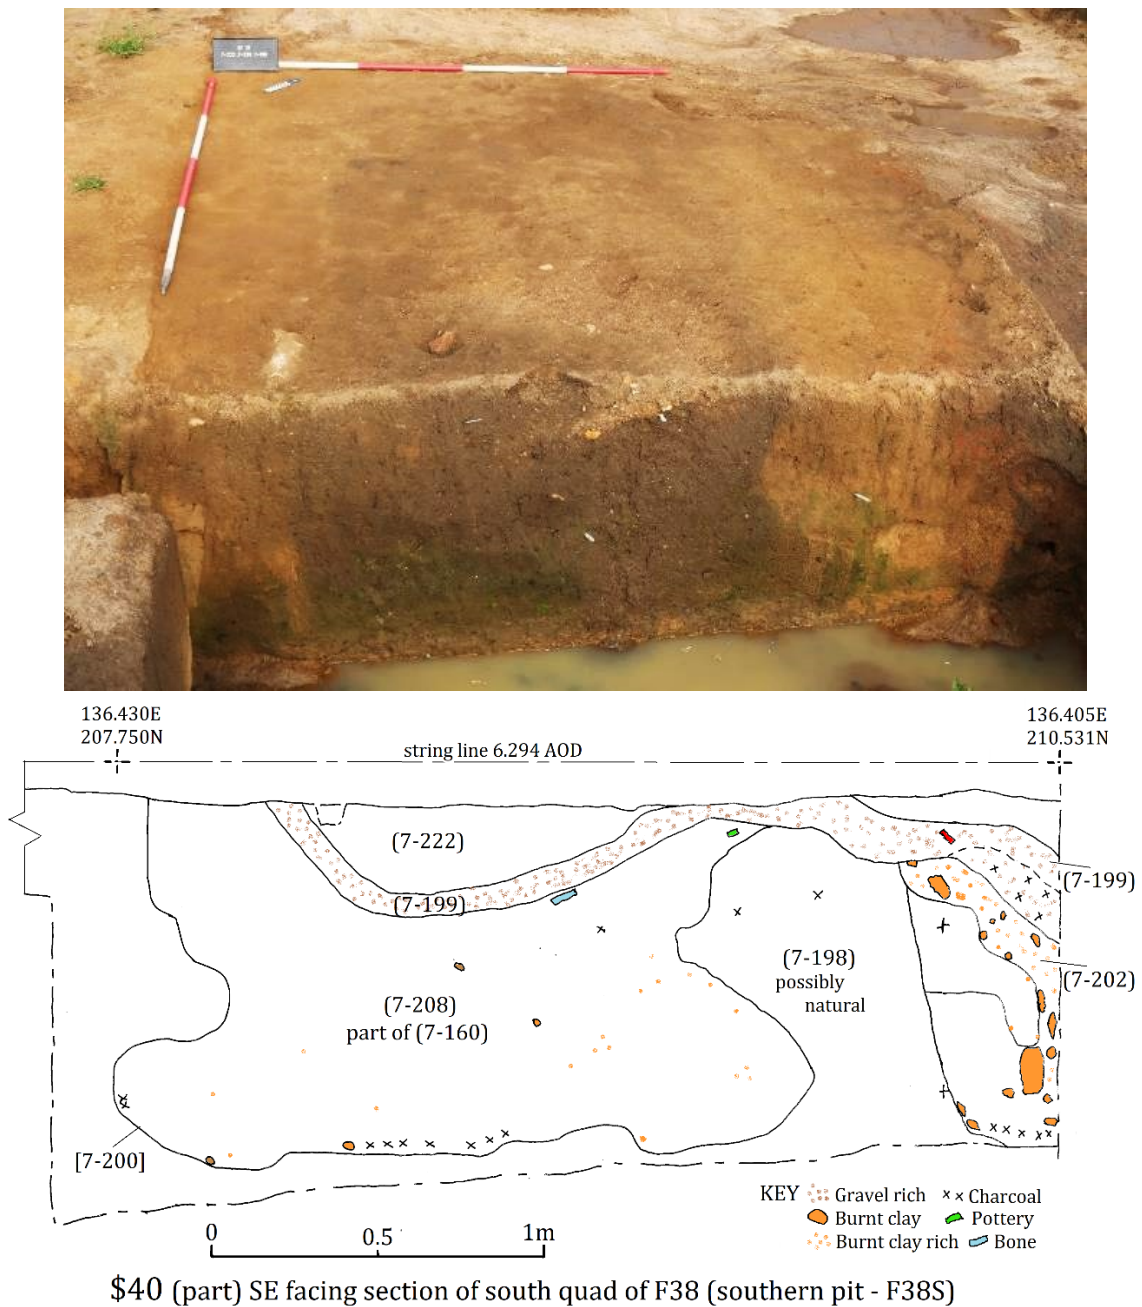 136.430E
207.750N
string line 6.294 AOD
136.405E
210.531N
(7-222)
(7-199)
(7-199)
(7-198)
possibly
natural
(7-202)
(7-208)
part of (7-160)
[7-200]
KEY Gravel rich x x Charcoal
Burnt clay Pottery
Burnt clay rich Bone
0 0.5 1m
$40 (part) SE facing section of south quad of F38 (southern pit - F38S)